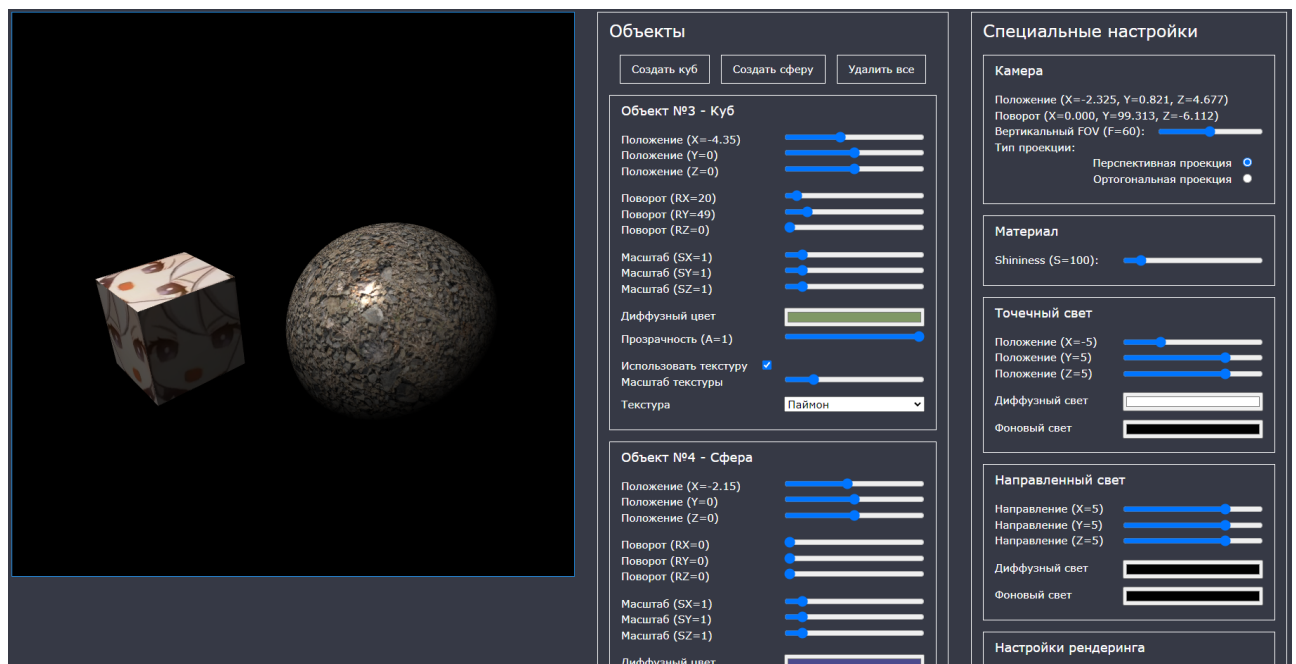 Объекты
Создать куб
Создать сферу
Удалить все
Объект №3 - Куб
Положение (X=-4.35)
Положение (Y=0)
Положение (Z=0)
Поворот (RX=20)
Поворот (RY=49)
Поворот (RZ=0)
Масштаб (SX=1)
Масштаб (SY=1)
Масштаб (SZ=1)
Диффузный цвет
Прозрачность (A=1)
Использовать текстуру
Масштаб текстуры
Текстура
Паймон
Объект №4 - Сфера
Положение (X=-2.15)
Положение (Y=0)
Положение (Z=0)
Поворот (RX=0)
Поворот (RY=0)
Поворот (RZ=0)
Масштаб (SX=1)
Масштаб (SY=1)
Масштаб (SZ=1)
Диффузный цвет
Специальные настройки
Камера
Положение (X=-2.325, Y=0.821, Z=4.677)
Поворот (X=0.000, Y=99.313, Z=-6.112)
Вертикальный FOV (F=60):
Тип проекции:
Перспективная проекция
Ортогональная проекция
Материал
Shininess (S=100):
Точечный свет
Положение (X=-5)
Положение (Y=5)
Положение (Z=5)
Диффузный свет
Фоновый свет
Направленный свет
Направление (X=5)
Направление (Y=5)
Направление (Z=5)
Диффузный свет
Фоновый свет
Настройки рендеринга